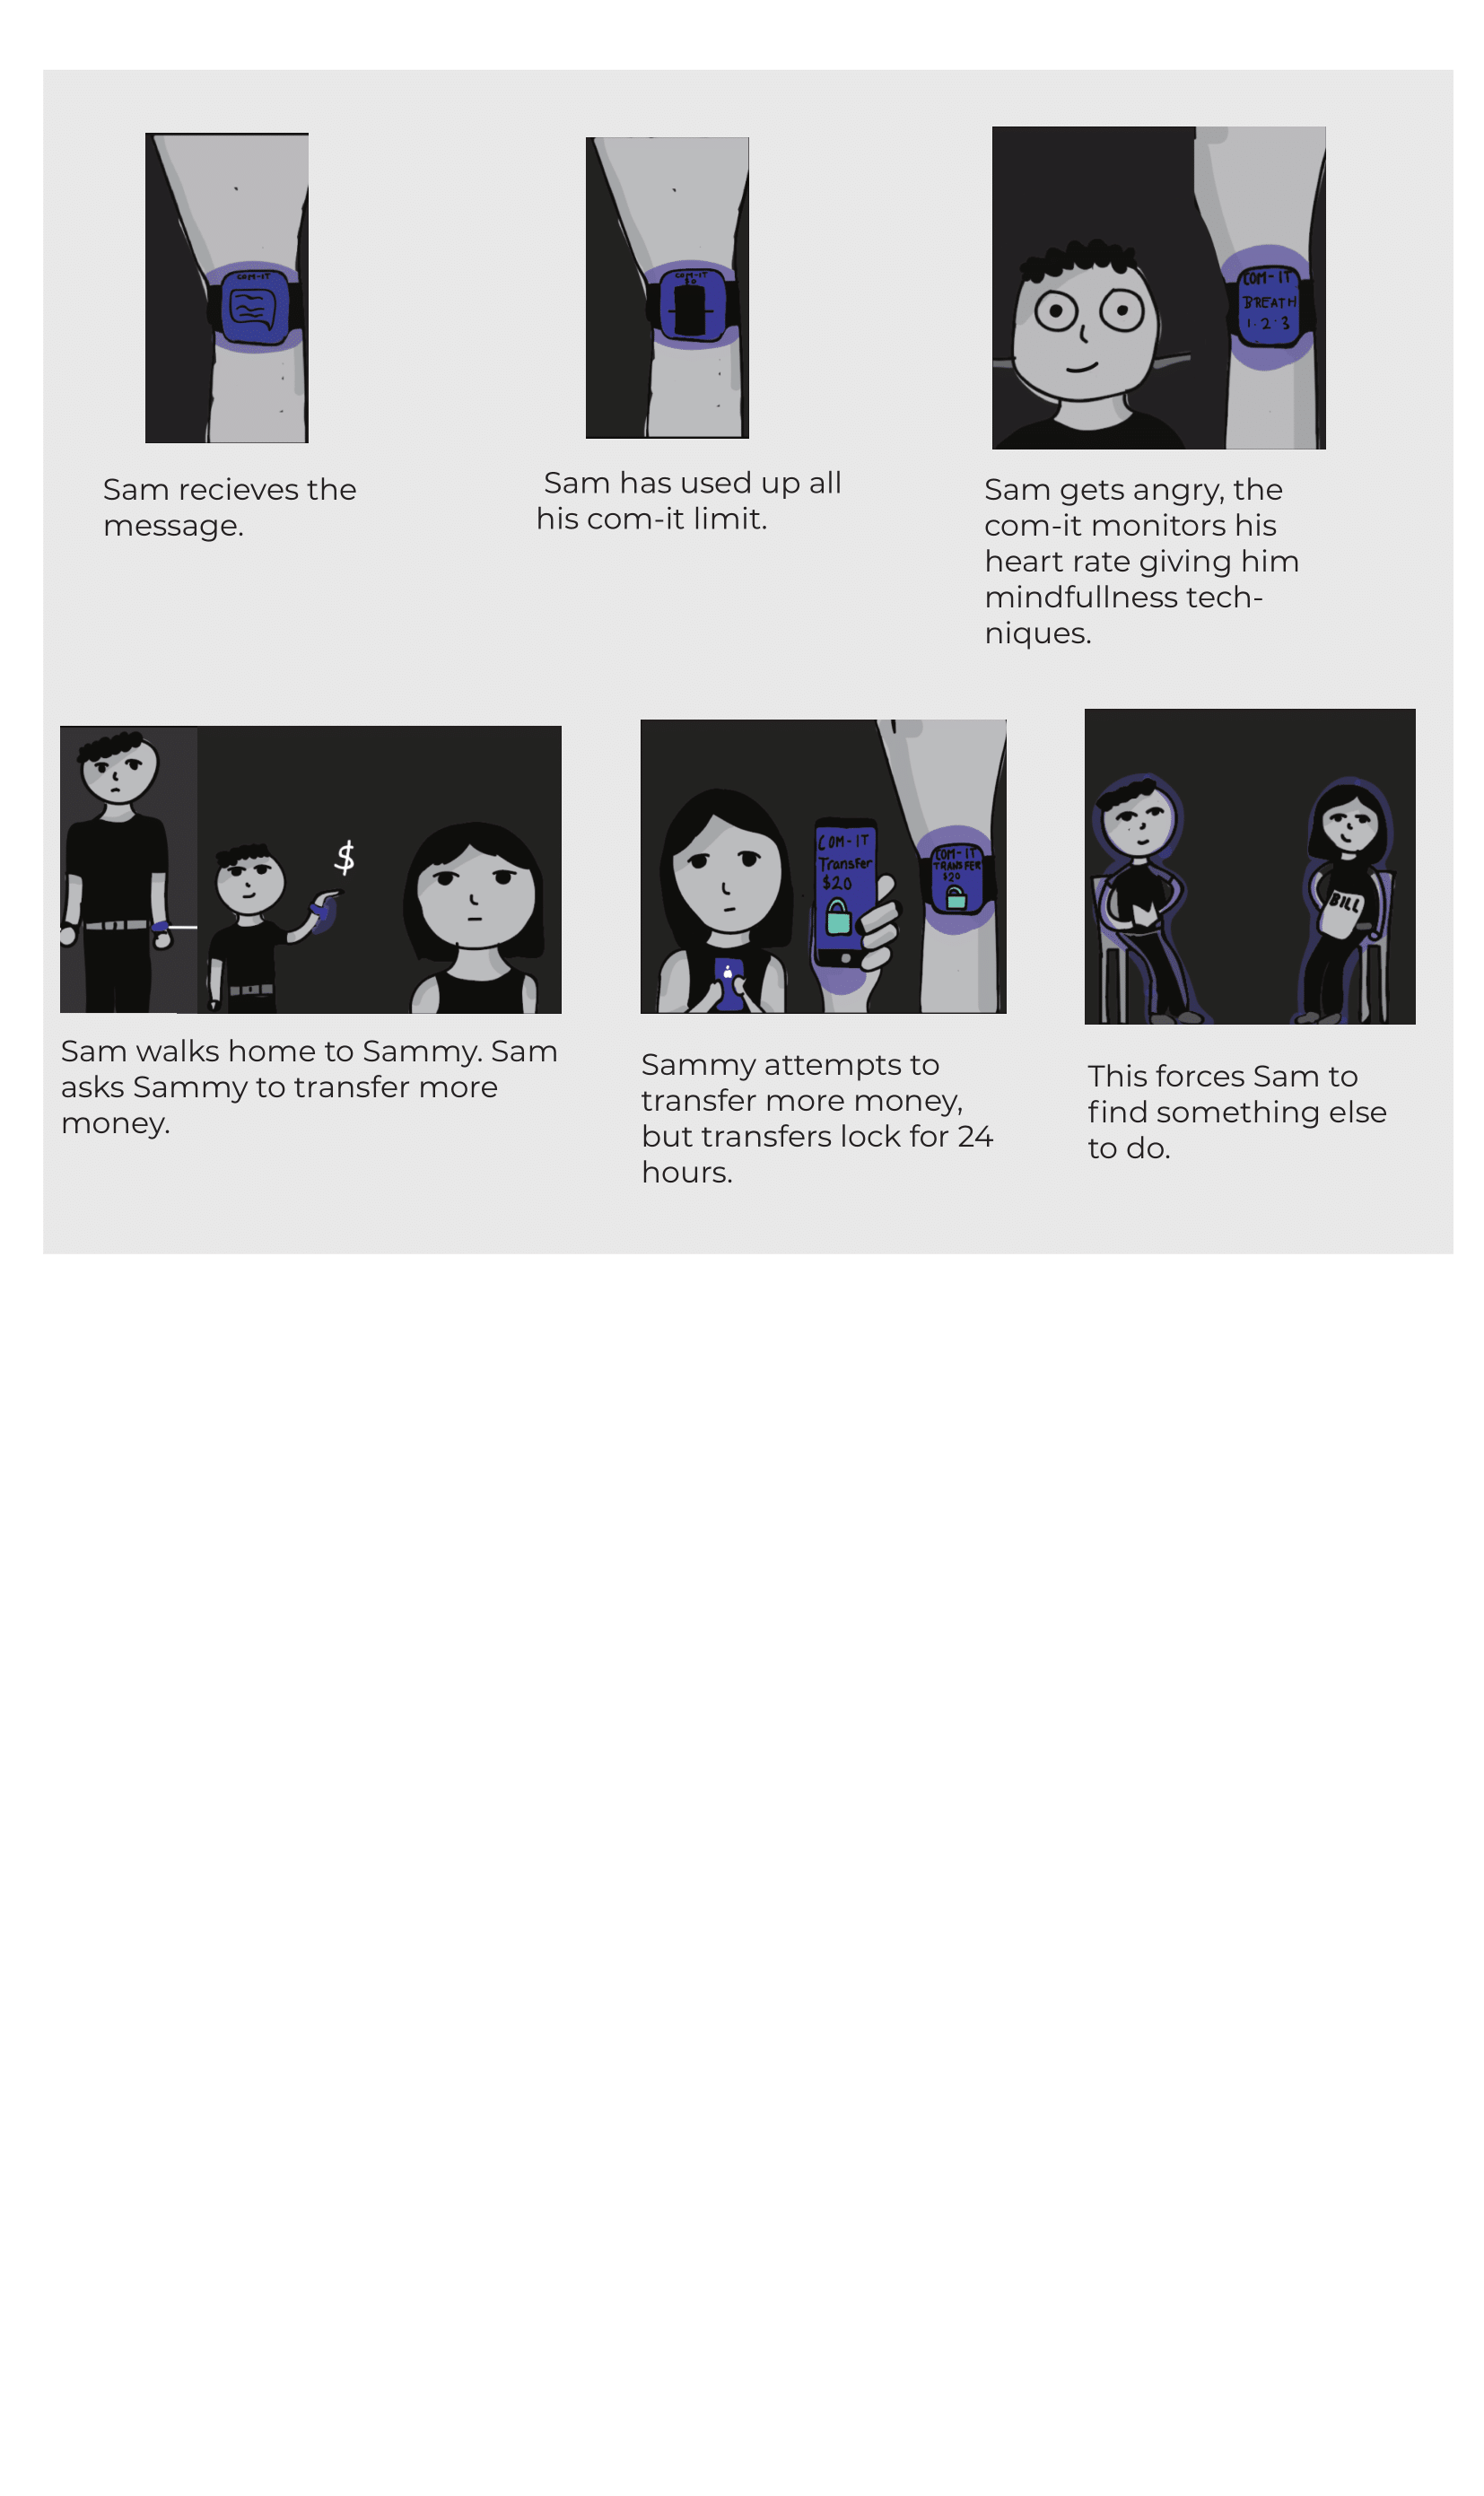 COM-IT
COM-IT
$0
COM-IT
BREATH
1·2·3
Sam recieves the
message.
Sam has used up all
his com-it limit.
Sam gets angry, the
com-it monitors his
heart rate giving him
mindfullness tech-
niques.
$
COM-IT
Transfer
$20
COM-IT
TRANSFER
$20
BILL
Sam walks home to Sammy. Sam
asks Sammy to transfer more
money.
Sammy attempts to
transfer more money,
but transfers lock for 24
hours.
This forces Sam to
find something else
to do.